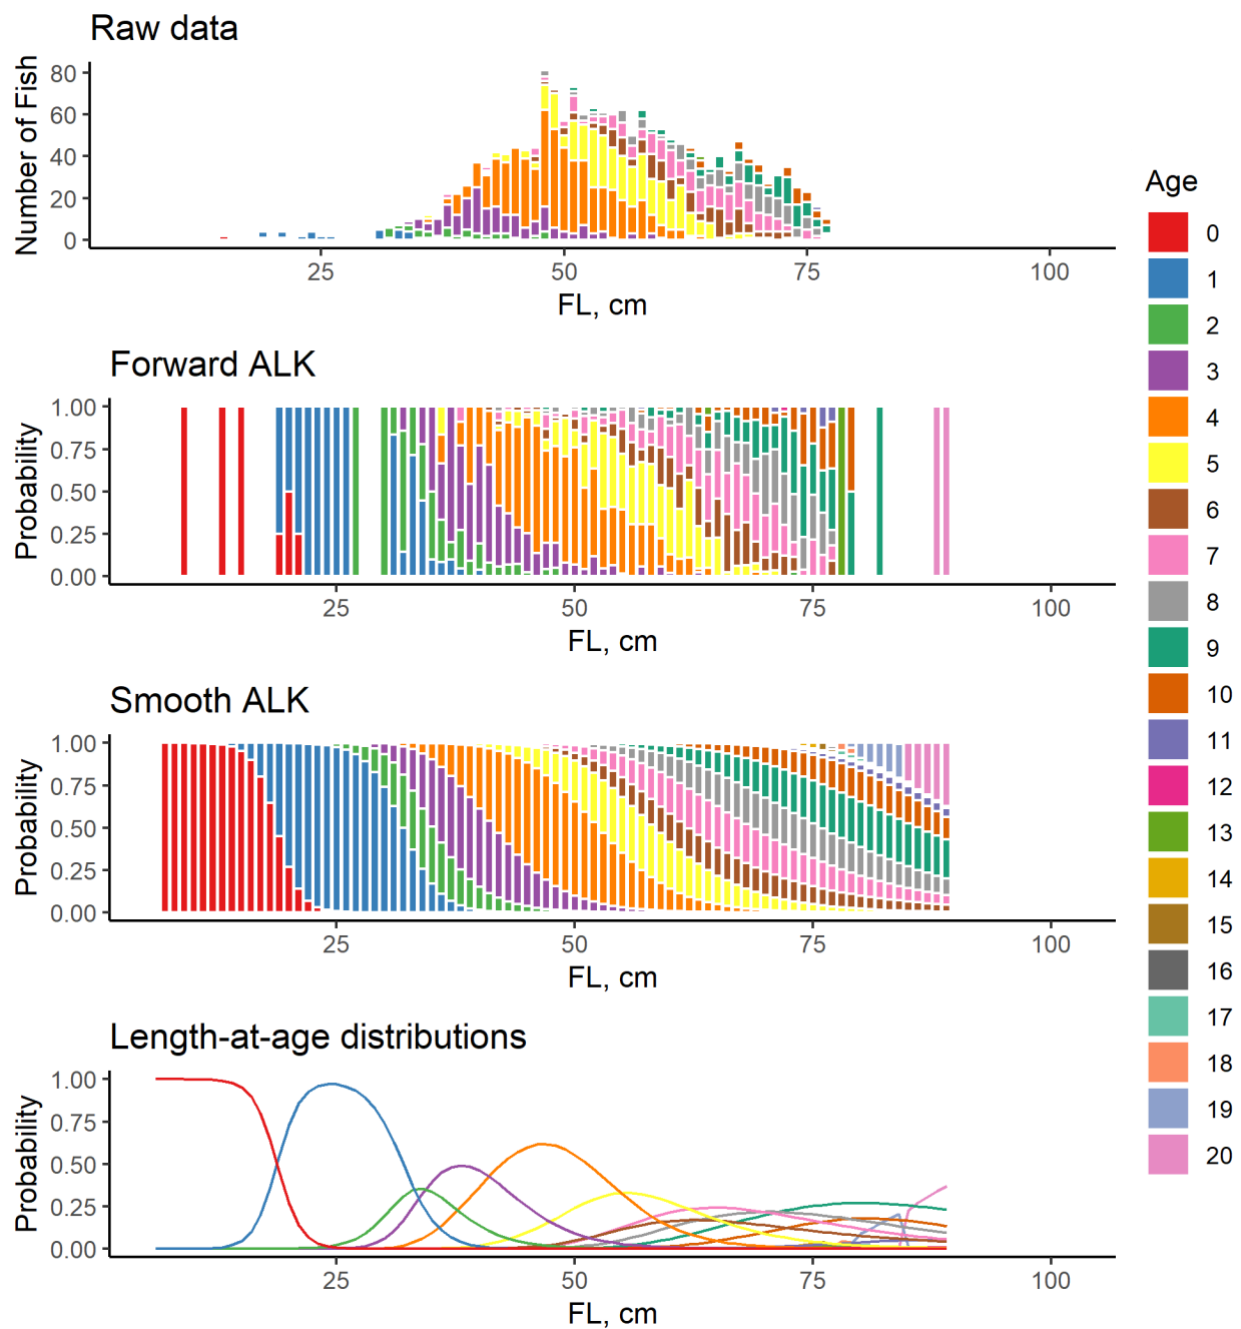 Raw data
Number of Fish
80
60
40
20
0
25 50 75 100
FL, cm
Forward ALK
Probability
1.00
0.75
0.50
0.25
0.00
25 50 75 100
FL, cm
Smooth ALK
Probability
1.00
0.75
0.50
0.25
0.00
25 50 75 100
FL, cm
Length-at-age distributions
Probability
1.00
0.75
0.50
0.25
0.00
25 50 75 100
FL, cm
Age
0
1
2
3
4
5
6
7
8
9
10
11
12
13
14
15
16
17
18
19
20